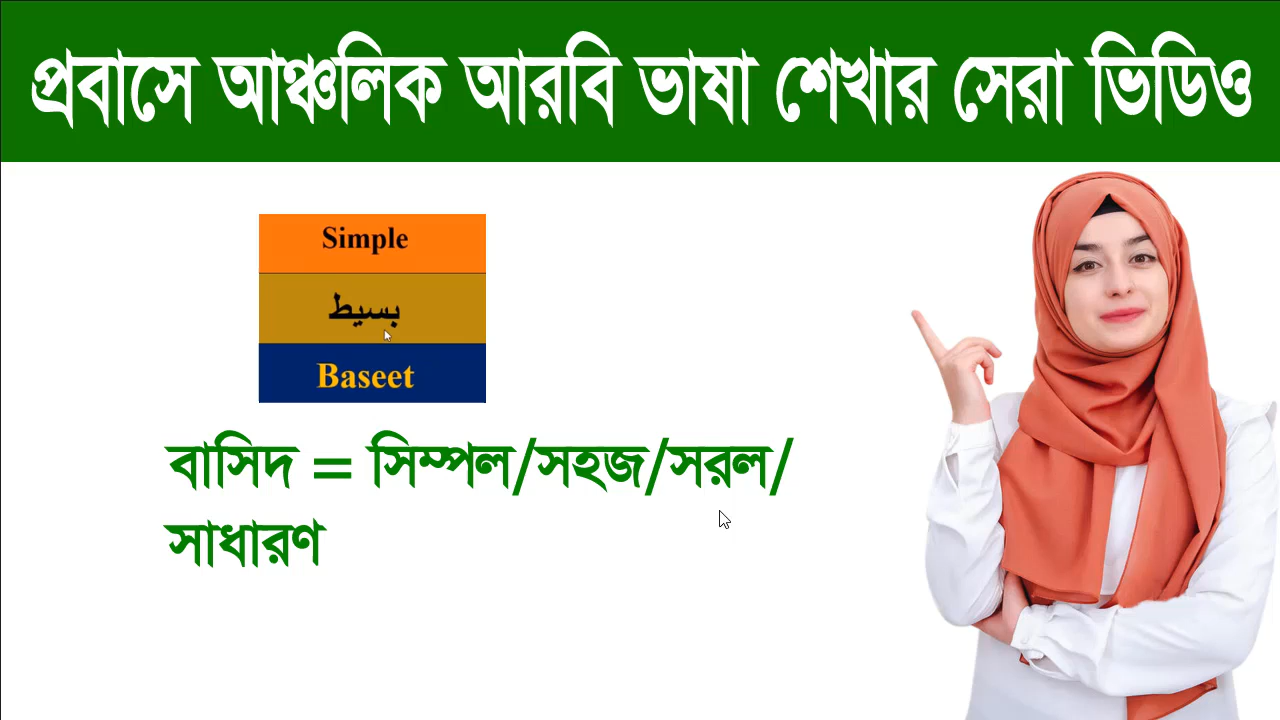 প্রবাসে আঞ্চলিক আরবি ভাষা শেখার সেরা ভিডিও
Simple
بسيط
Baseet
বাসিদ = সিম্পল/সহজ/সরল/
সাধারণ